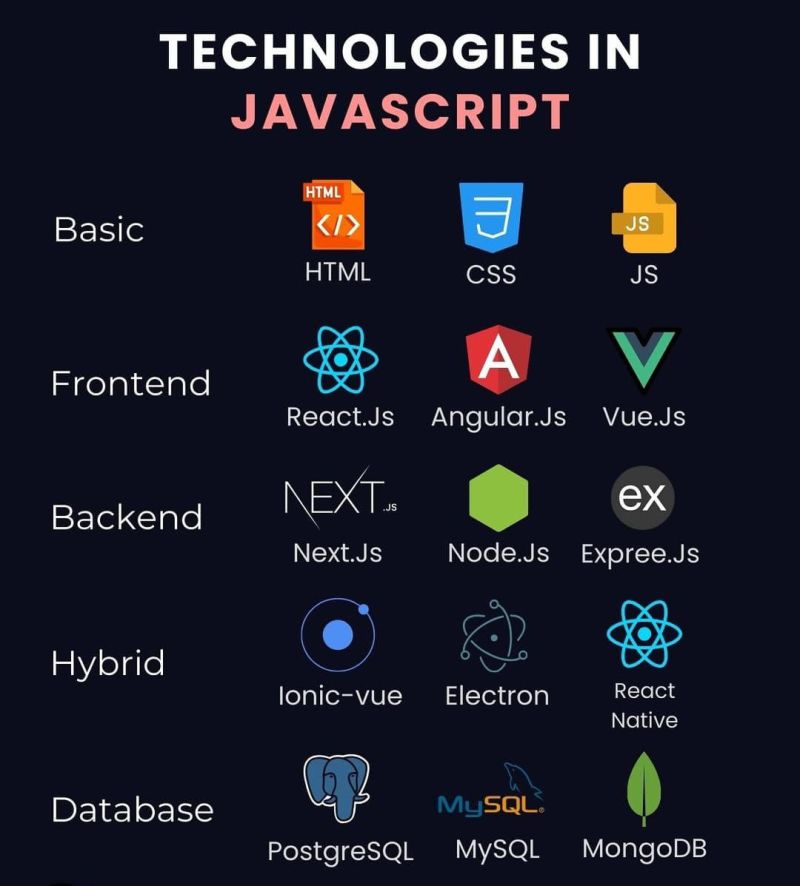 TECHNOLOGIES IN
JAVASCRIPT
Basic
HTML
HTML
CSS
JS
JS
Frontend
React.Js
Angular.Js
Vue.Js
Backend
NEXT.JS
Next.Js
Node.Js
ex
Expree.Js
Hybrid
Ionic-vue
Electron
React
Native
Database
PostgreSQL
MySQL®
MySQL
MongoDB